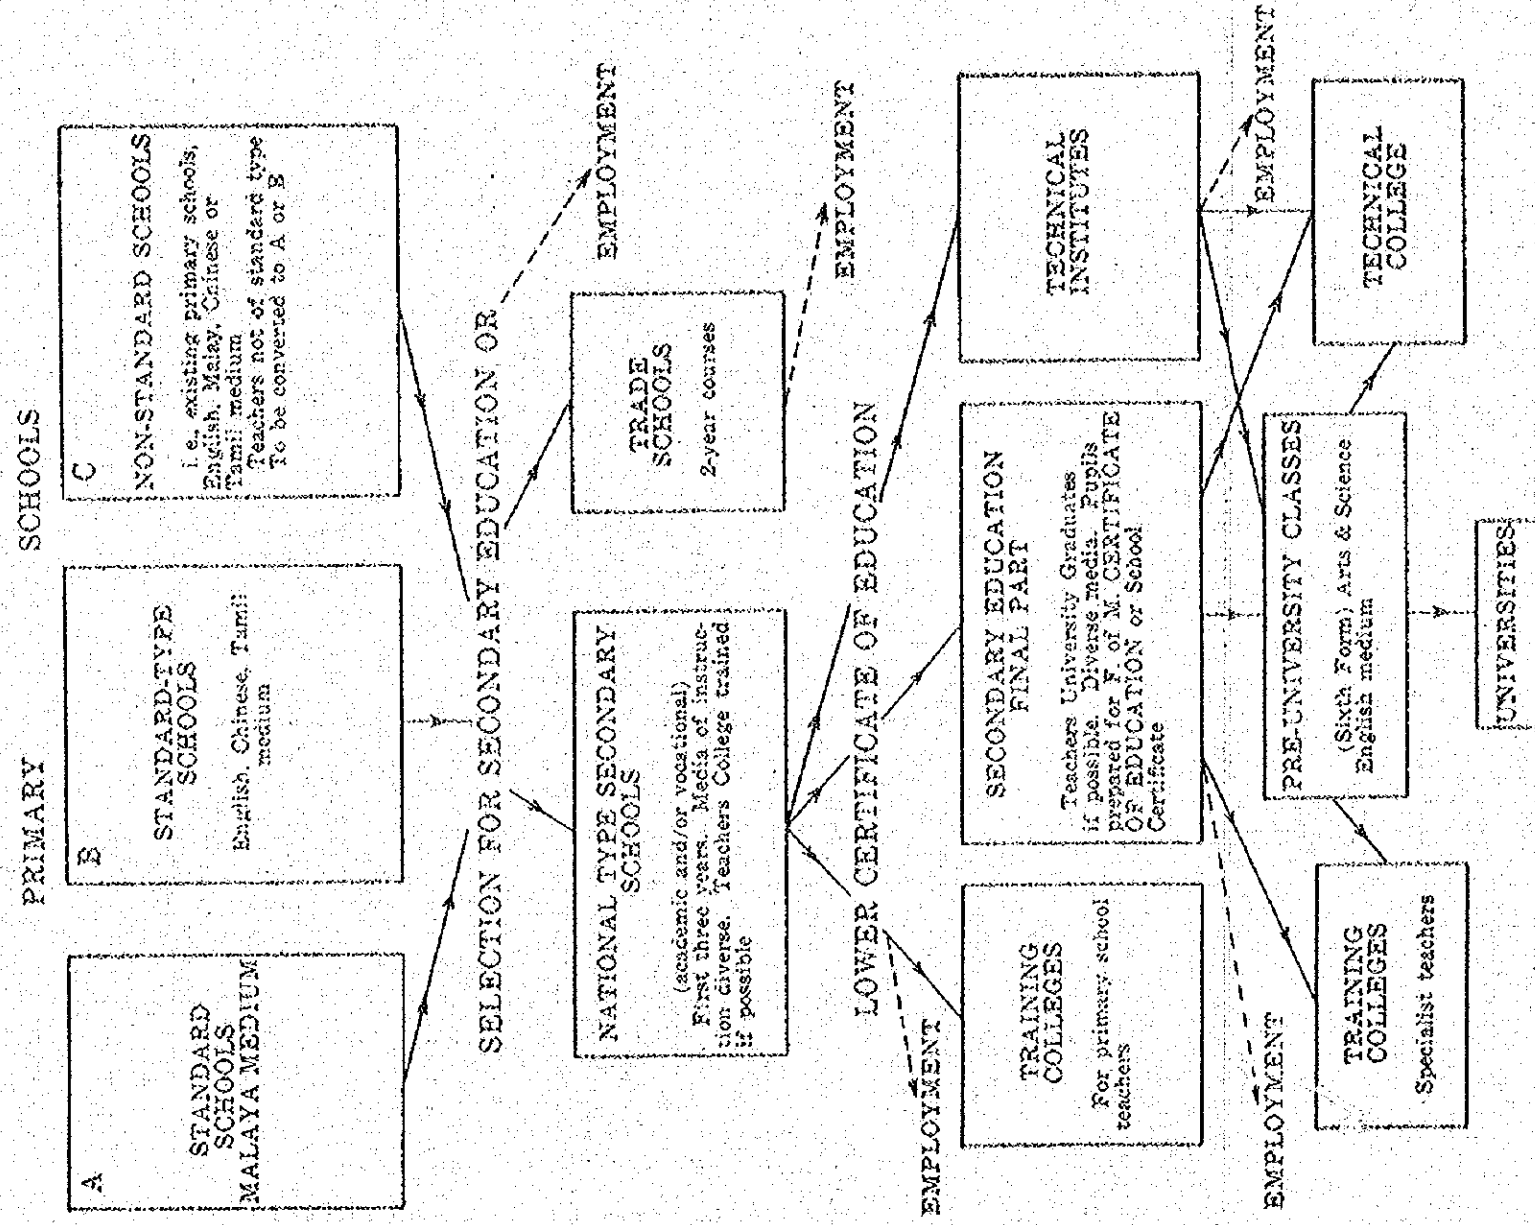 PRIMARY SCHOOLS
A
STANDARD
SCHOOLS
MALAYA MEDIUM
B
STANDARD-TYPE
SCHOOLS
English, Chinese, Tamil
medium
C
NON-STANDARD SCHOOLS
i.e. existing primary schools,
English, Malay, Chinese or
Tamil medium
Teachers not of standard type
To be converted to A or B
SELECTION FOR SECONDARY EDUCATION OR
EMPLOYMENT
NATIONAL TYPE SECONDARY
SCHOOLS
(academic and/or vocational)
First three years. Media of instruc-
tion diverse. Teachers College trained
if possible
TRADE
SCHOOLS
2-year courses
EMPLOYMENT
LOWER CERTIFICATE OF EDUCATION
EMPLOYMENT
TRAINING
COLLEGES
For primary school
teachers
SECONDARY EDUCATION
FINAL PART
Teachers University Graduates
if possible. Diverse media. Pupils
prepared for F. of M. CERTIFICATE
OF EDUCATION or School
Certificate
TECHNICAL
INSTITUTES
EMPLOYMENT
EMPLOYMENT
PRE-UNIVERSITY CLASSES
(Sixth Form) Arts & Science
English medium
TRAINING
COLLEGES
Specialist teachers
TECHNICAL
COLLEGE
UNIVERSITIES